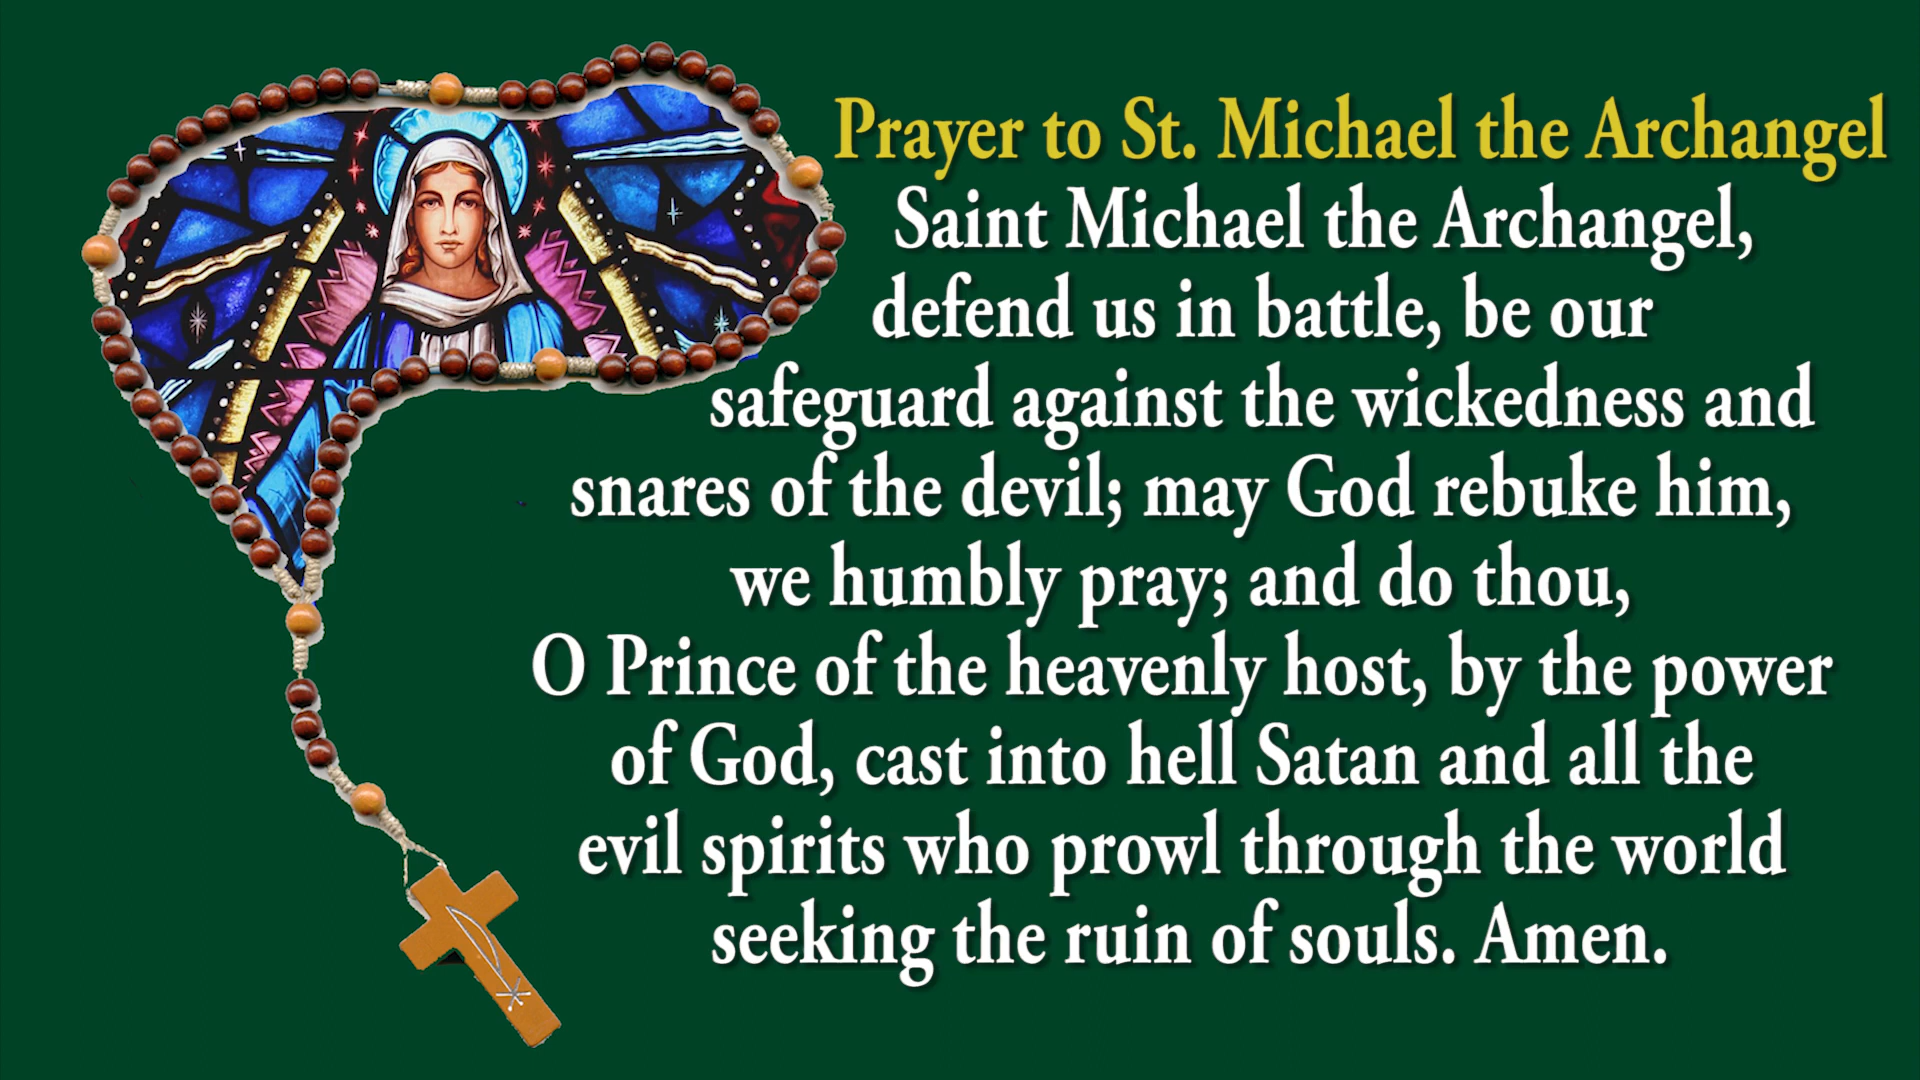 Prayer to St. Michael the Archangel
Saint Michael the Archangel,
defend us in battle, be our
safeguard against the wickedness and
snares of the devil; may God rebuke him,
we humbly pray; and do thou,
O Prince of the heavenly host, by the power
of God, cast into hell Satan and all the
evil spirits who prowl through the world
seeking the ruin of souls. Amen.